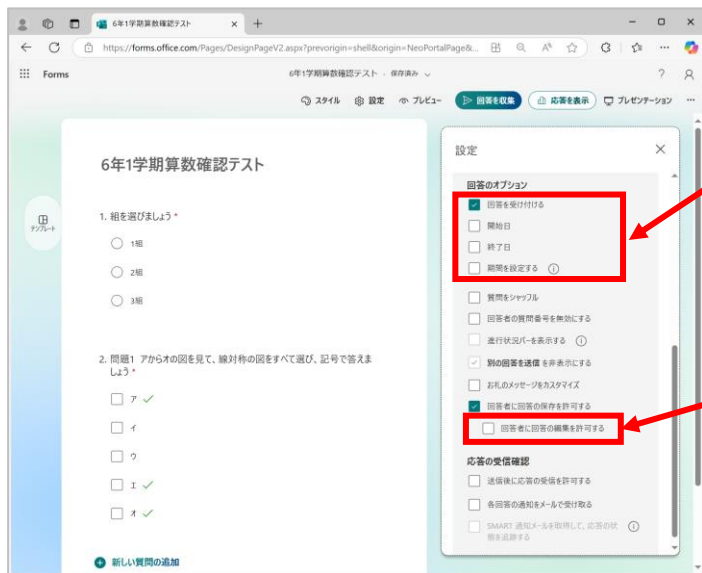 6年1学期算数確認テスト
https://forms.office.com/Pages/DesignPageV2.aspx?prevorigin=shell&origin=NeoPortalPage&...
Forms
6年1学期算数確認テスト - 保存済み
?
スタイル 設定 プレビュー 回答を収集 応答を表示 プレゼンテーション ...
テンプレート
6年1学期算数確認テスト
1. 組を選びましょう *
1組
2組
3組
2. 問題1 アからオの図を見て、線対称の図をすべて選び、記号で答えま
しょう *
ア
イ
ウ
エ
オ
新しい質問の追加
設定
回答のオプション
回答を受け付ける
開始日
終了日
期間を設定する
質問をシャッフル
回答者の質問番号を無効にする
進行状況バーを表示する
別の回答を送信 を非表示にする
お礼のメッセージをカスタマイズ
回答者に回答の保存を許可する
回答者に回答の編集を許可する
応答の受信確認
送信後に応答の受信を許可する
各回答の通知をメールで受け取る
SMART 通知メールを取得して、応答の状
態を追跡する